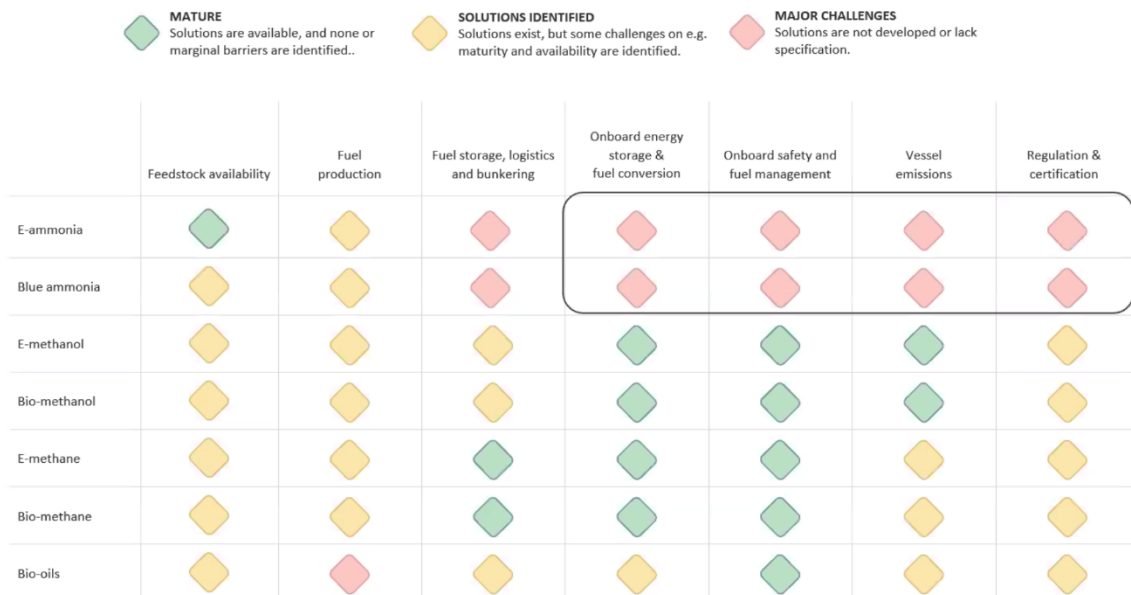 MATURE
Solutions are available, and none or
marginal barriers are identified..
SOLUTIONS IDENTIFIED
Solutions exist, but some challenges on e.g.
maturity and availability are identified.
MAJOR CHALLENGES
Solutions are not developed or lack
specification.
Feedstock availability
Fuel
production
Fuel storage, logistics
and bunkering
Onboard energy
storage &
fuel conversion
Onboard safety and
fuel management
Vessel
emissions
Regulation &
certification
E-ammonia
Blue ammonia
E-methanol
Bio-methanol
E-methane
Bio-methane
Bio-oils